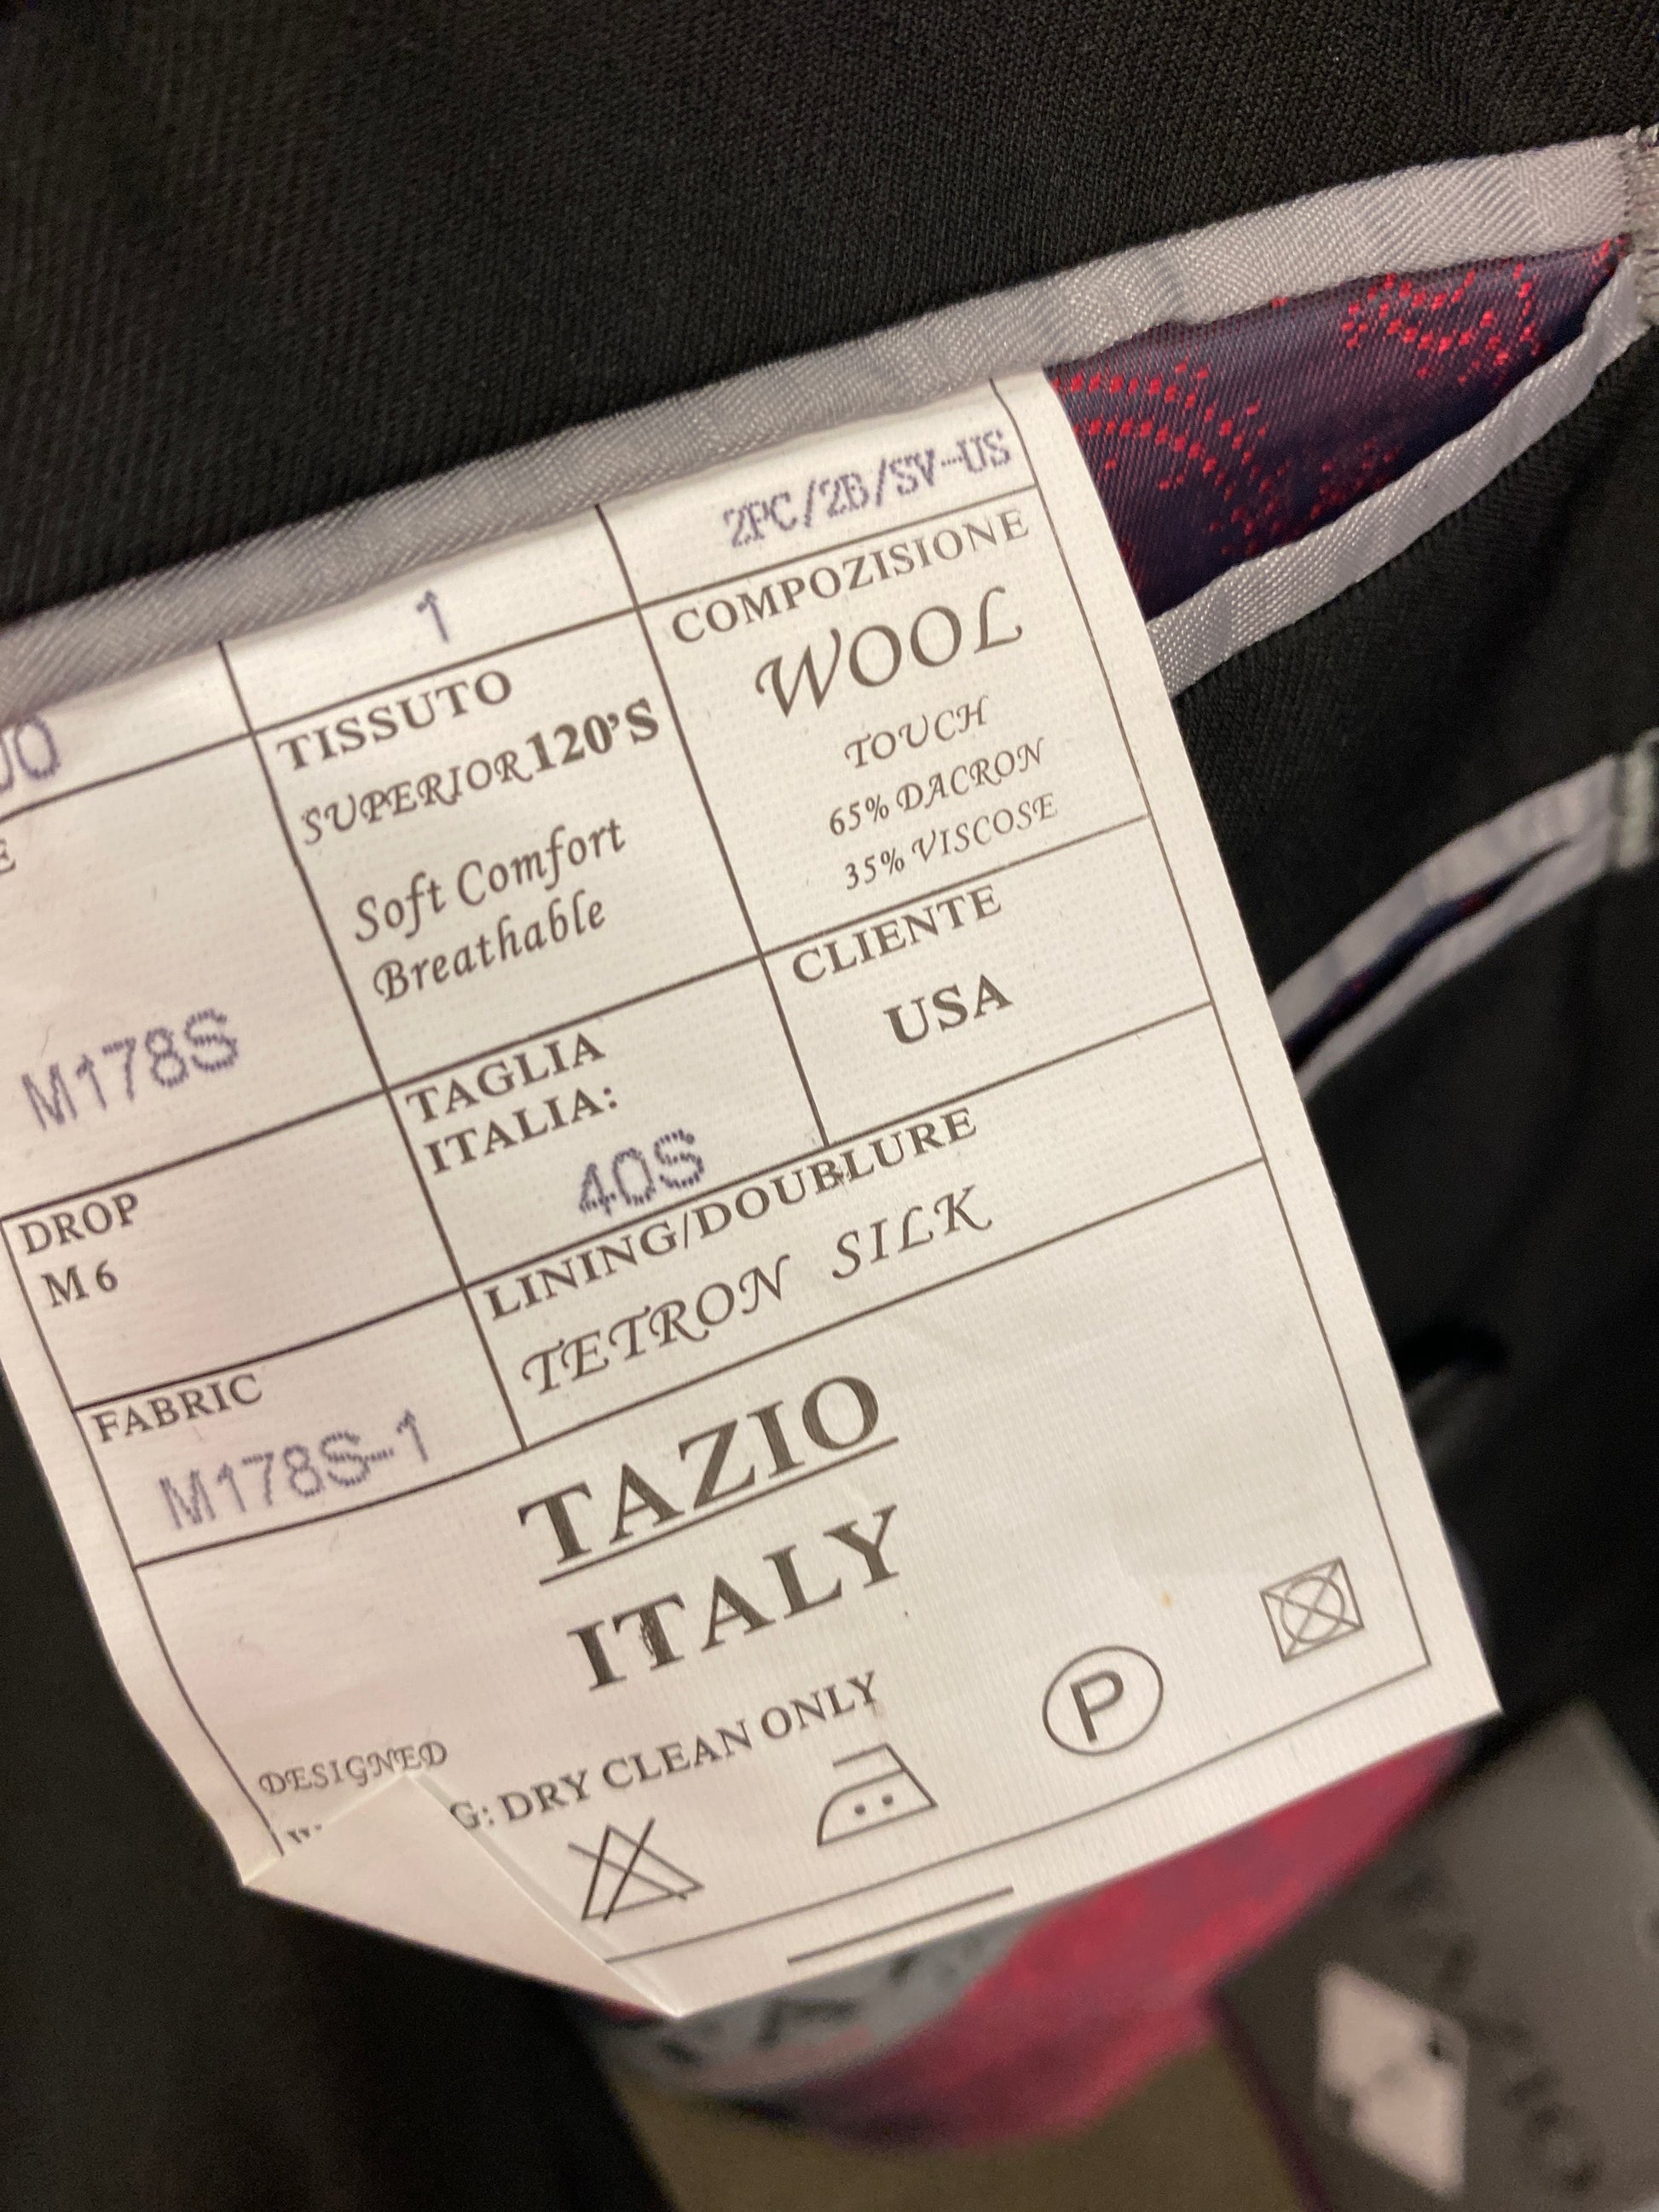 1
2PC/2B/SV-US
TISSUTO
SUPERIOR 120'S
Soft Comfort
Breathable
COMPOZISIONE
WOOL
TOUCH
65% DACRON
35% VISCOSE
M178S
TAGLIA
ITALIA:
40S
CLIENTE
USA
DROP
M 6
LINING/DOUBLURE
TETRON SILK
FABRIC
M178S-1
TAZIO
ITALY
DESIGNED
G: DRY CLEAN ONLY
P